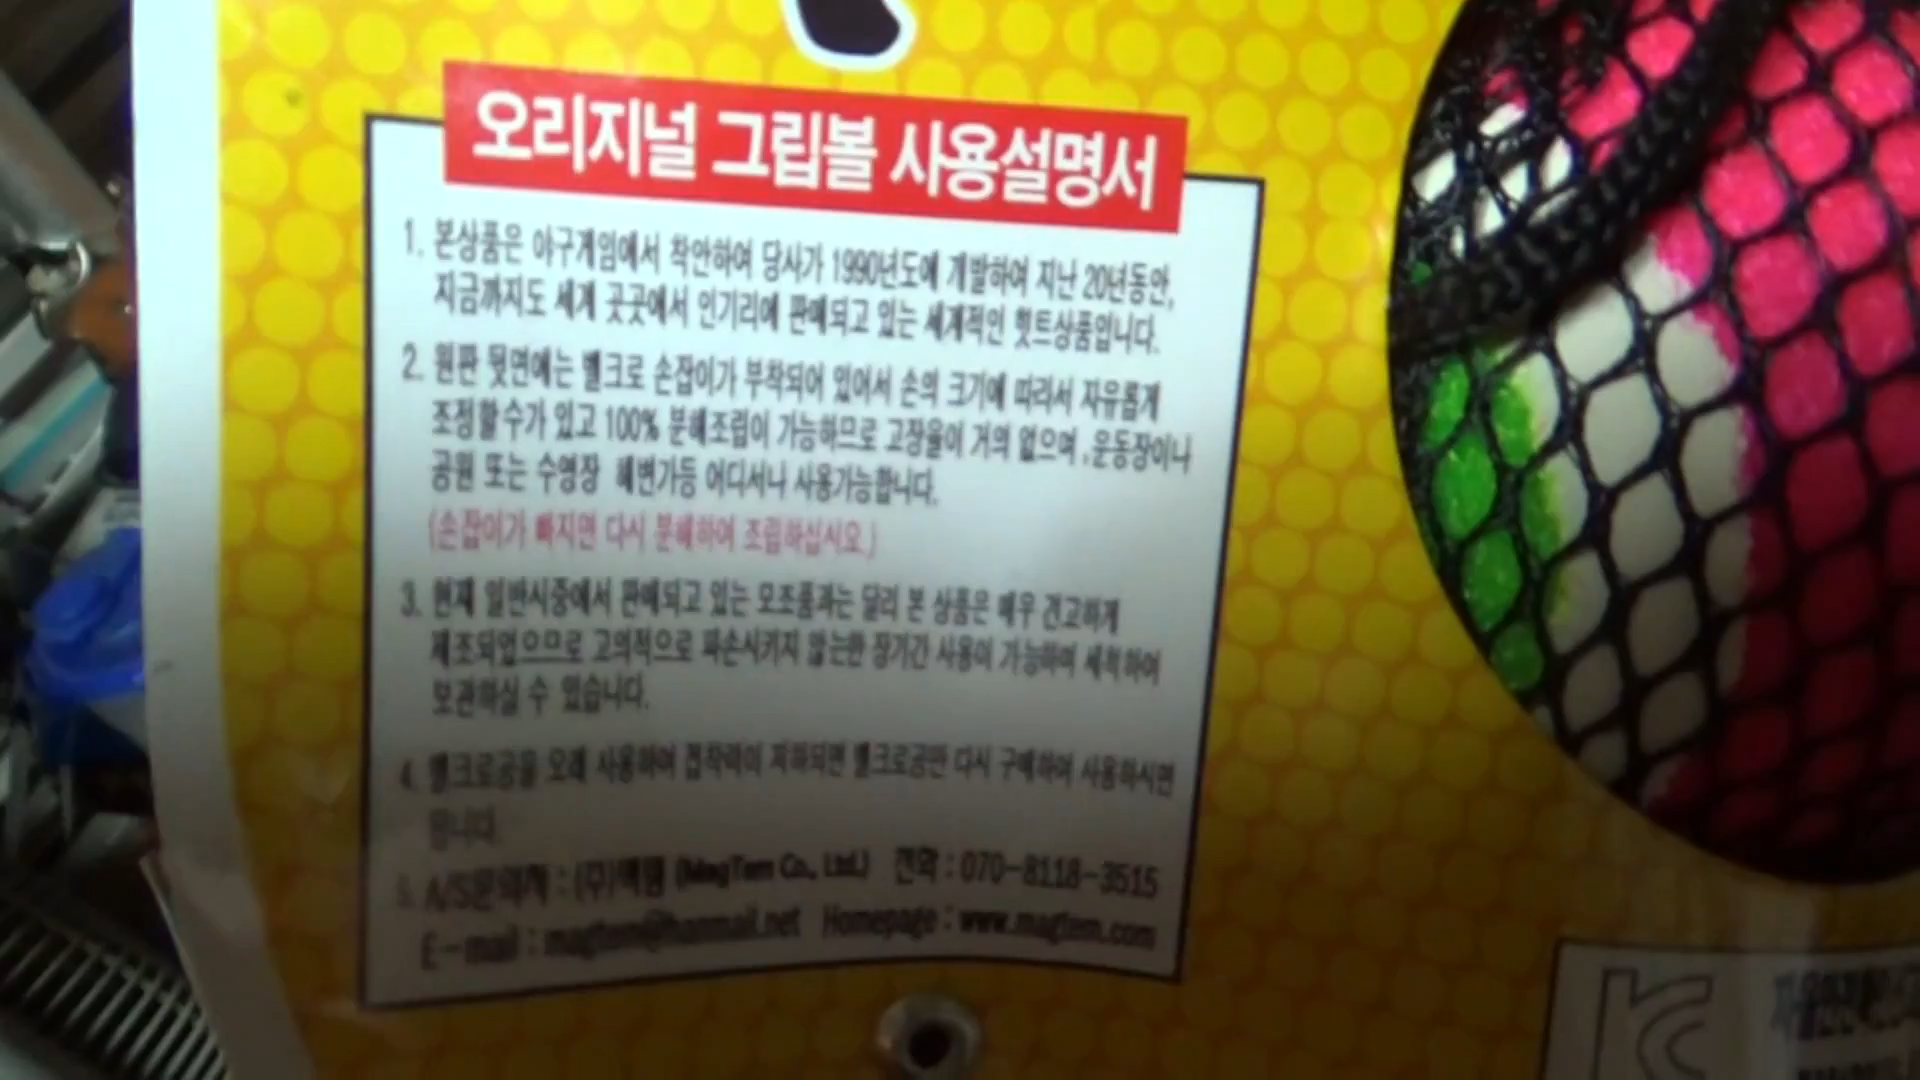 오리지널 그립볼 사용설명서
1. 본상품은 야구게임에서 착안하여 당사가 1990년도에 개발하여 지난 20년동안,
지금까지도 세계 곳곳에서 인기리에 판매되고 있는 세계적인 힛트상품입니다.
2. 원판 뒷면에는 벨크로 손잡이가 부착되어 있어서 손의 크기에 따라서 자유롭게
조정할수가 있고 100% 분해조립이 가능하므로 고장율이 거의 없으며 ,운동장이나
공원 또는 수영장 해변가등 어디서나 사용가능합니다.
(손잡이가 빠지면 다시 분해하여 조립하십시요.)
3. 현재 일반시중에서 판매되고 있는 모조품과는 달리 본 상품은 매우 견고하게
제조되었으므로 고의적으로 파손시키지 않는한 장기간 사용이 가능하며 세척하여
보관하실 수 있습니다.
4. 벨크로공을 오래 사용하여 접착력이 저하되면 벨크로공만 다시 구매하여 사용하시면
됩니다.
5. A/S문의처 : (주)맥템 (MagTem Co., Ltd.) 전화 : 070-8118-3515
E-mail : magtem@hanmail.net Homepage : www.magtem.com